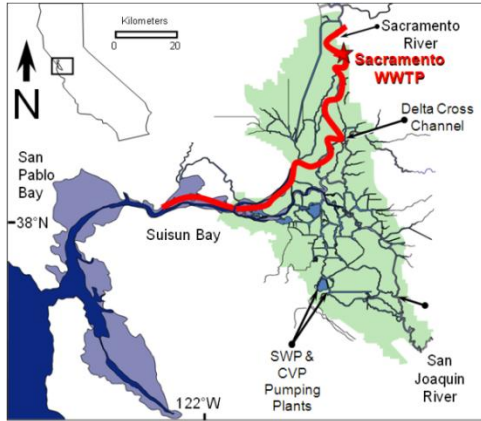 Kilometers
0
20
N
Sacramento
River
Sacramento
WWTP
Delta Cross
Channel
San
Pablo
Bay
38°N
Suisun Bay
SWP &
CVP
Pumping
Plants
San
Joaquin
River
122°W